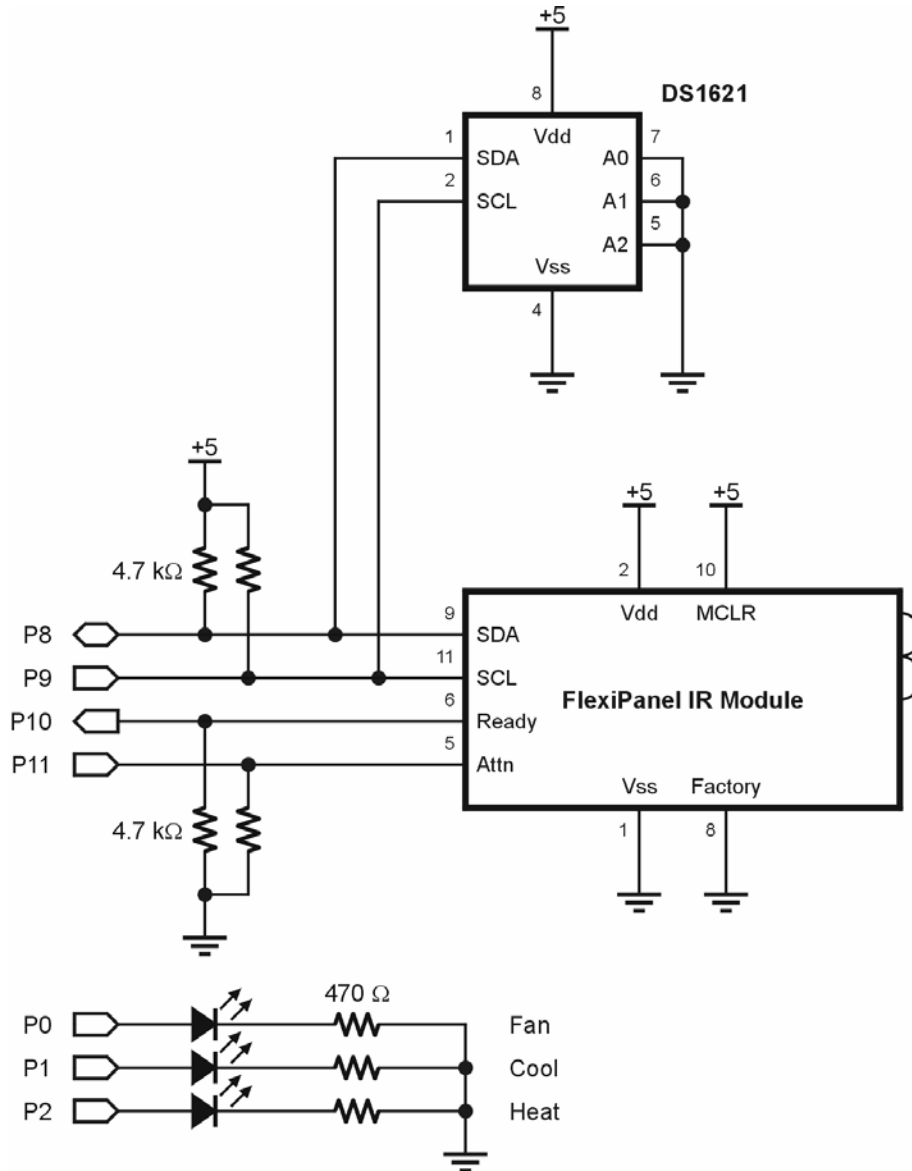 +5
8
DS1621
Vdd
1
SDA
A0
7
2
SCL
A1
6
A2
5
Vss
4
+5
+5
+5
4.7 kΩ
2
10
Vdd
MCLR
P8
9
SDA
P9
11
SCL
FlexiPanel IR Module
P10
6
Ready
P11
5
Attn
4.7 kΩ
Vss
Factory
1
8
470 Ω
P0
Fan
P1
Cool
P2
Heat